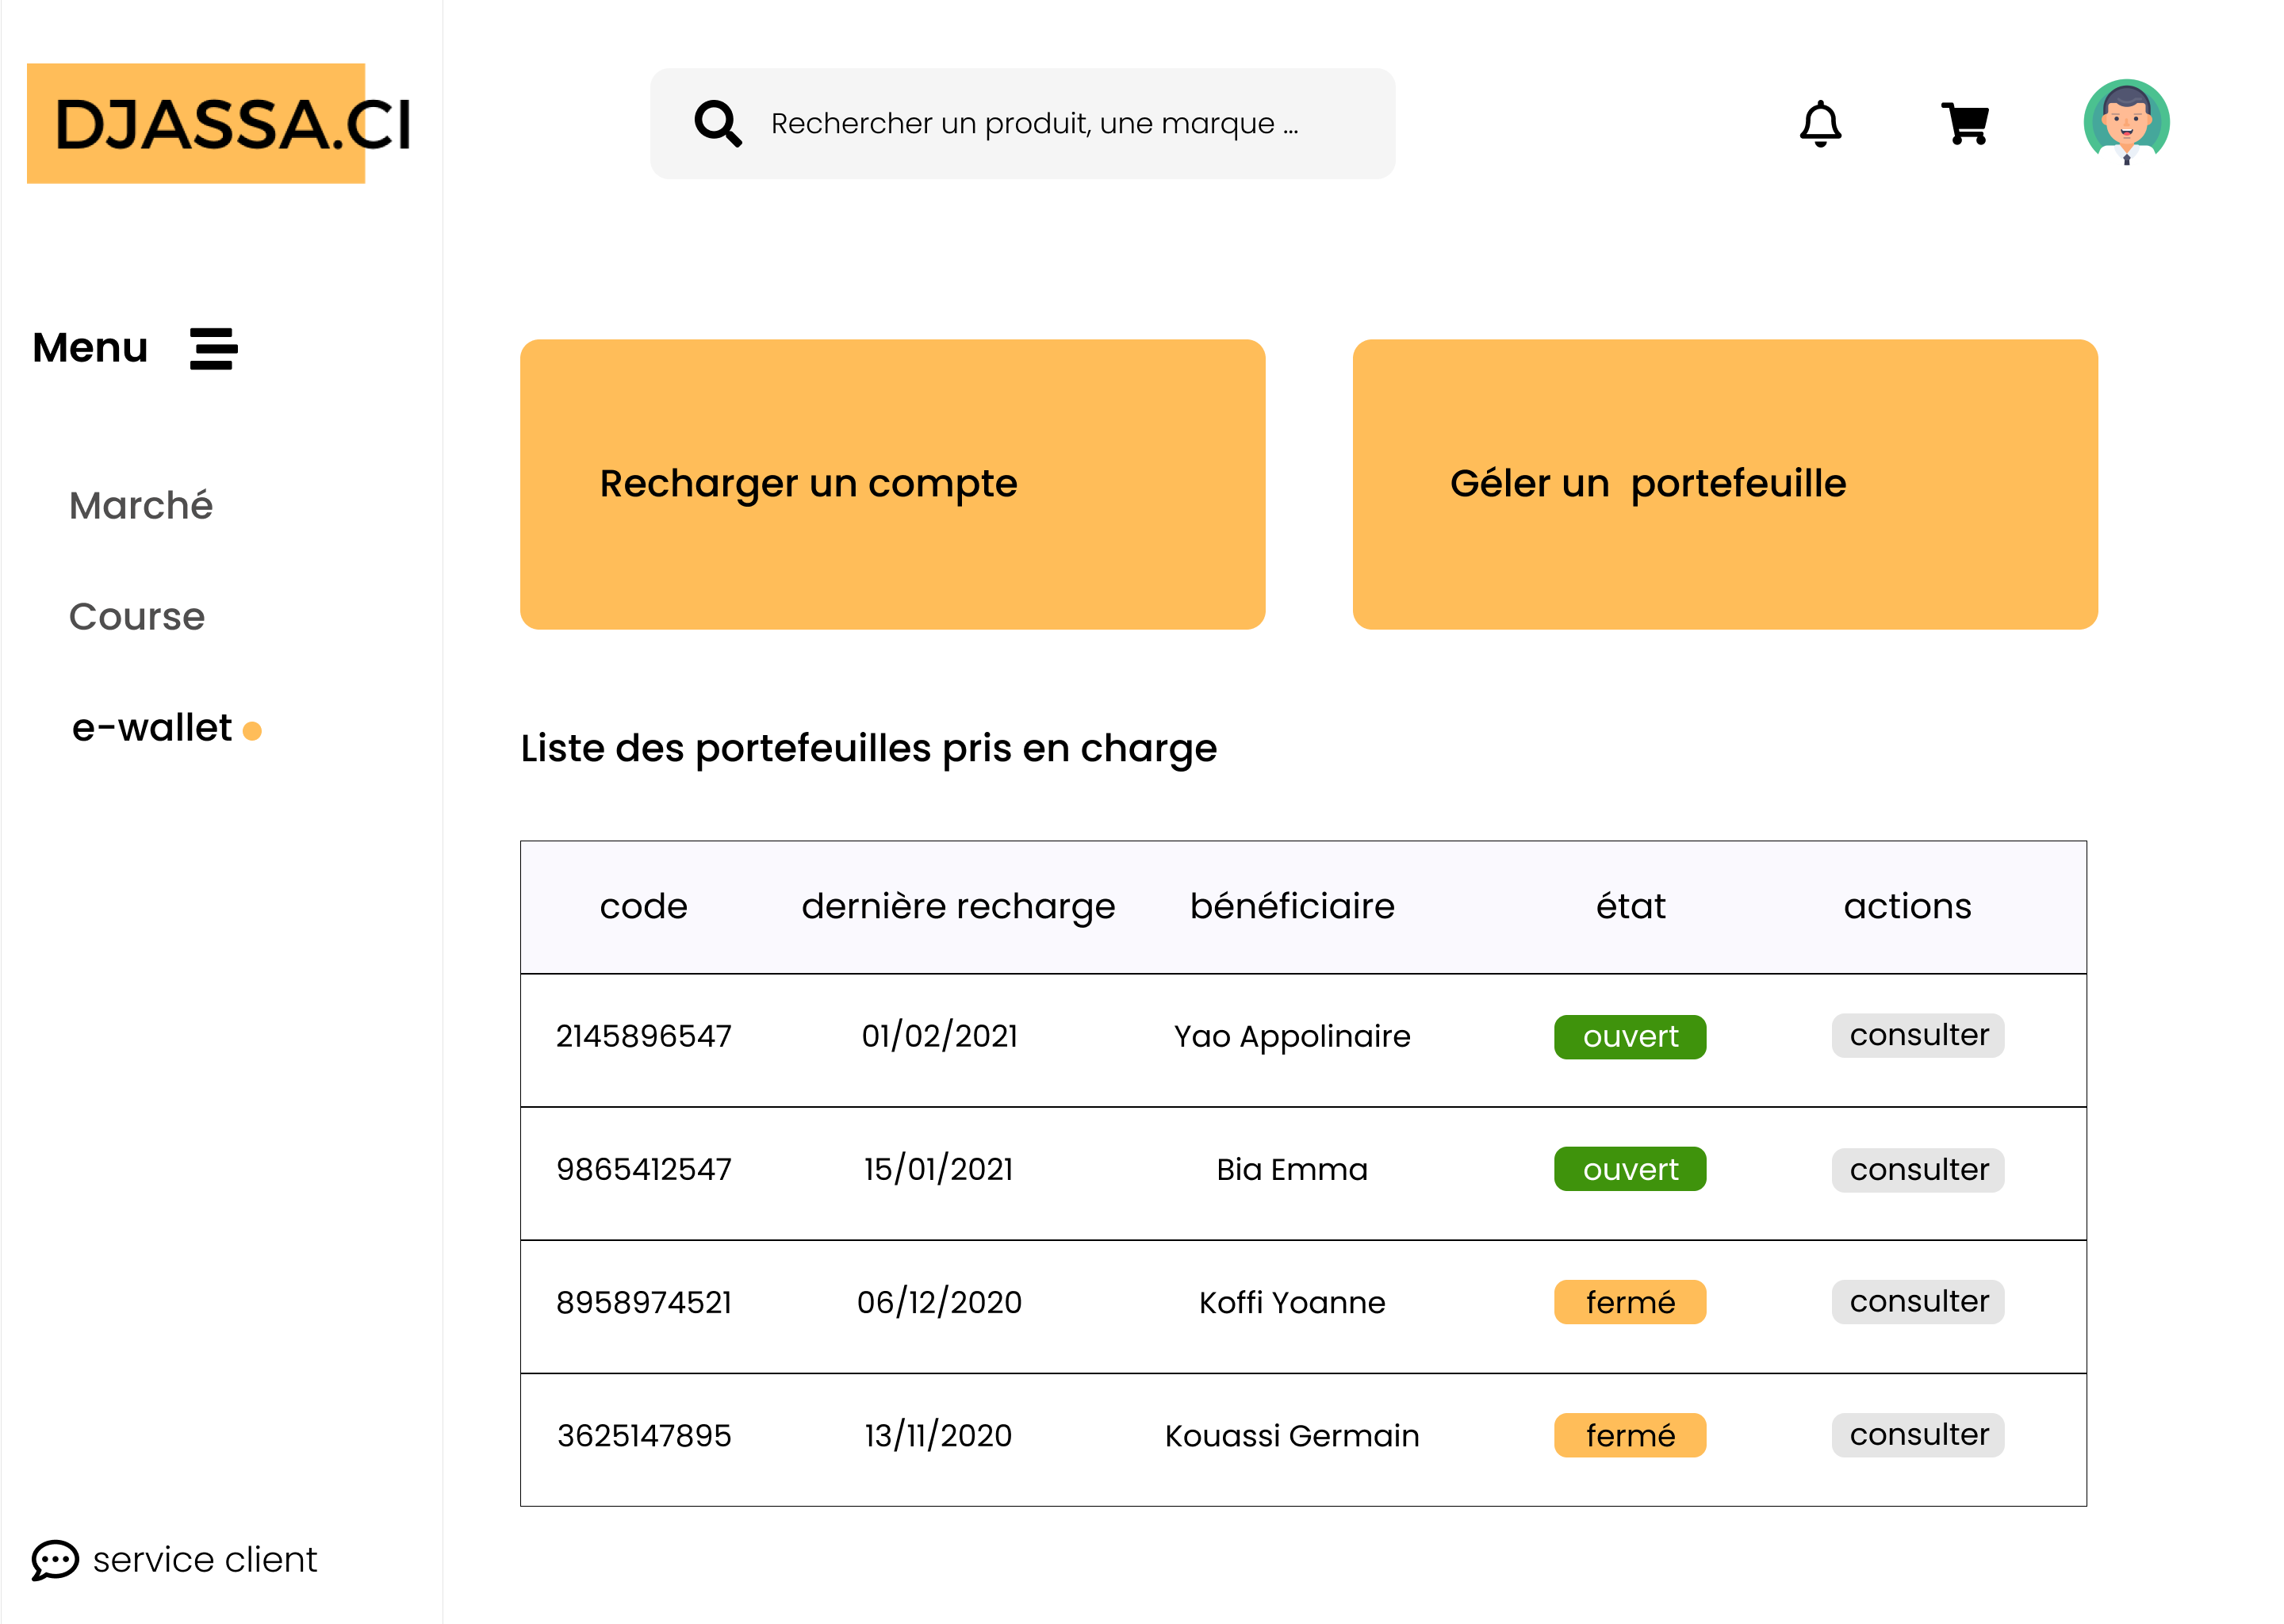 DJASSA.CI
Rechercher un produit, une marque ...
Menu
Marché
Course
e-wallet
Recharger un compte
Géler un  portefeuille
Liste des portefeuilles pris en charge
code dernière recharge bénéficiaire état actions
2145896547 01/02/2021 Yao Appolinaire ouvert consulter
9865412547 15/01/2021 Bia Emma ouvert consulter
8958974521 06/12/2020 Koffi Yoanne fermé consulter
3625147895 13/11/2020 Kouassi Germain fermé consulter
service client